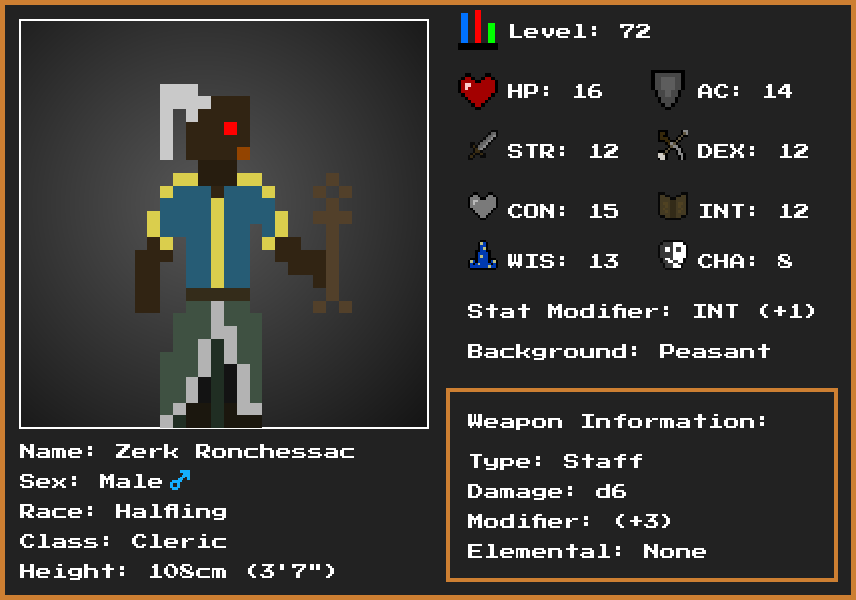 Level: 72
HP: 16
AC: 14
STR: 12
DEX: 12
CON: 15
INT: 12
WIS: 13
CHA: 8
Stat Modifier: INT (+1)
Background: Peasant
Weapon Information:
Type: Staff
Damage: d6
Modifier: (+3)
Elemental: None
Name: Zerk Ronchessac
Sex: Male♂
Race: Halfling
Class: Cleric
Height: 108cm (3'7")